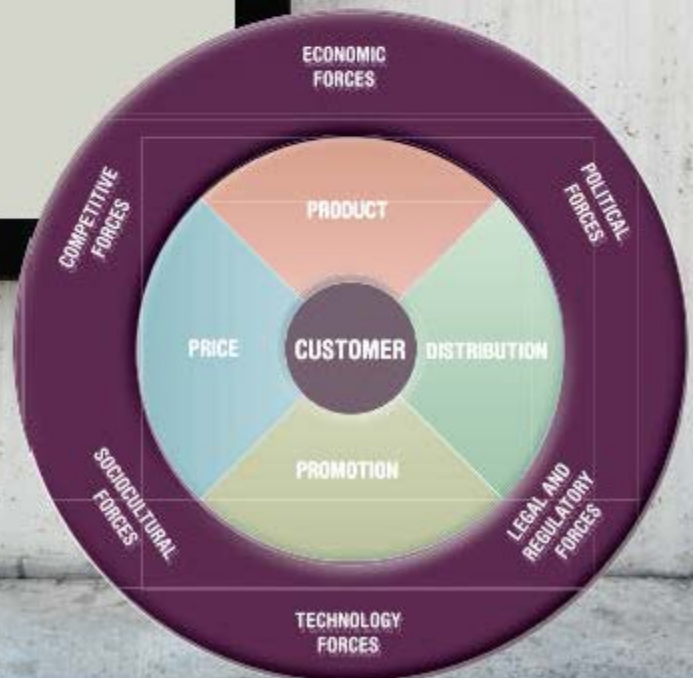 ECONOMIC
FORCES
COMPETITIVE
FORCES
POLITICAL
FORCES
PRODUCT
PRICE
CUSTOMER
DISTRIBUTION
PROMOTION
SOCIOCULTURAL
FORCES
LEGAL AND
REGULATORY
FORCES
TECHNOLOGY
FORCES